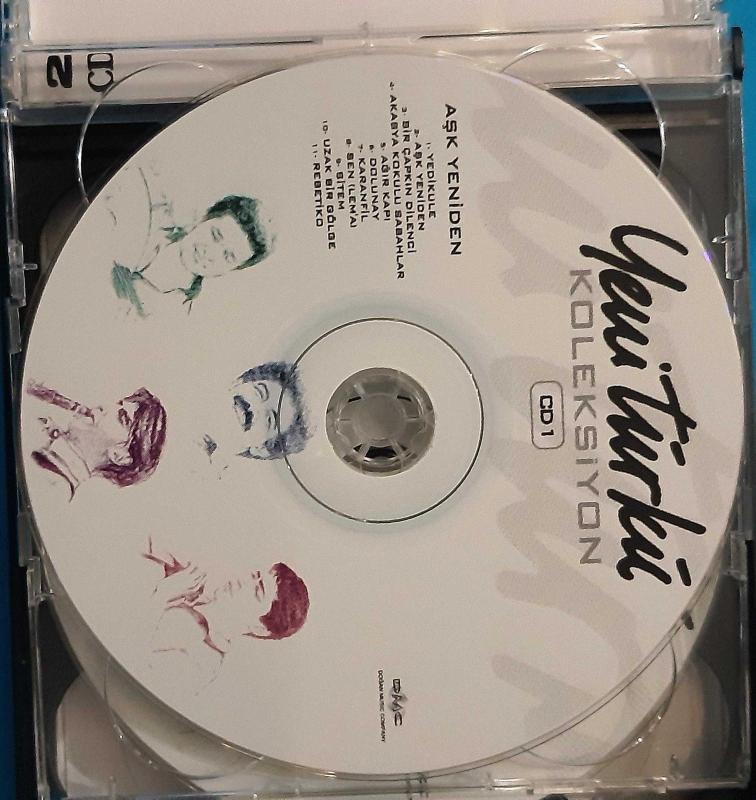 2
CD
Yeni Türkü
KOLEKSİYON
CD 1
AŞK YENİDEN
1- YEDİKULE
2- AŞK YENİDEN
3- BİR ÇAPKIN DİLENCİ
4- AKASYA KOKULU SABAHLAR
5- AĞIR KAPI
6- DOLUNAY
7- KARANFİL
8- SEN İLEMAİ
9- SİTEM
10- UZAK BİR GÖLGE
11- REBETİKO
DMC
DOĞAN MUSIC COMPANY